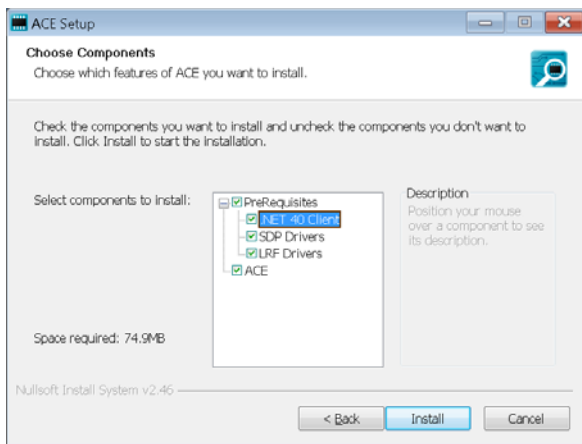 ACE Setup
Choose Components
Choose which features of ACE you want to install.
Check the components you want to install and uncheck the components you don't want to
install. Click Install to start the installation.
Select components to install:
PreRequisites
.NET 40 Client
SDP Drivers
LRF Drivers
ACE
Description
Position your mouse
over a component to see
its description.
Space required: 74.9MB
Nullsoft Install System v2.46
< Back
Install
Cancel